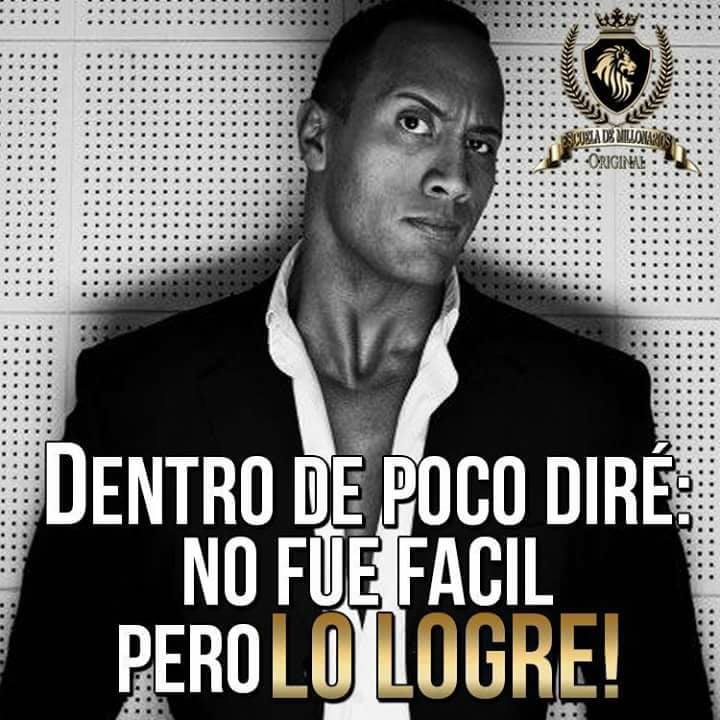 ESCUELA DE MILLONARIOS
ORIGINAL
DENTRO DE POCO DIRÉ:
NO FUE FACIL
PERO LO LOGRE!